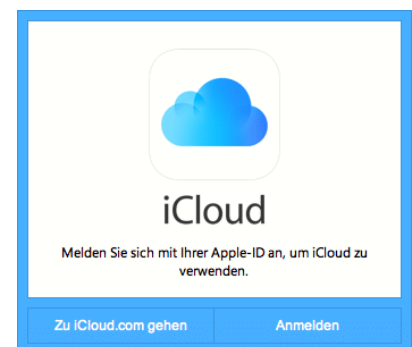 iCloud
Melden Sie sich mit Ihrer Apple-ID an, um iCloud zu
verwenden.
Zu iCloud.com gehen
Anmelden